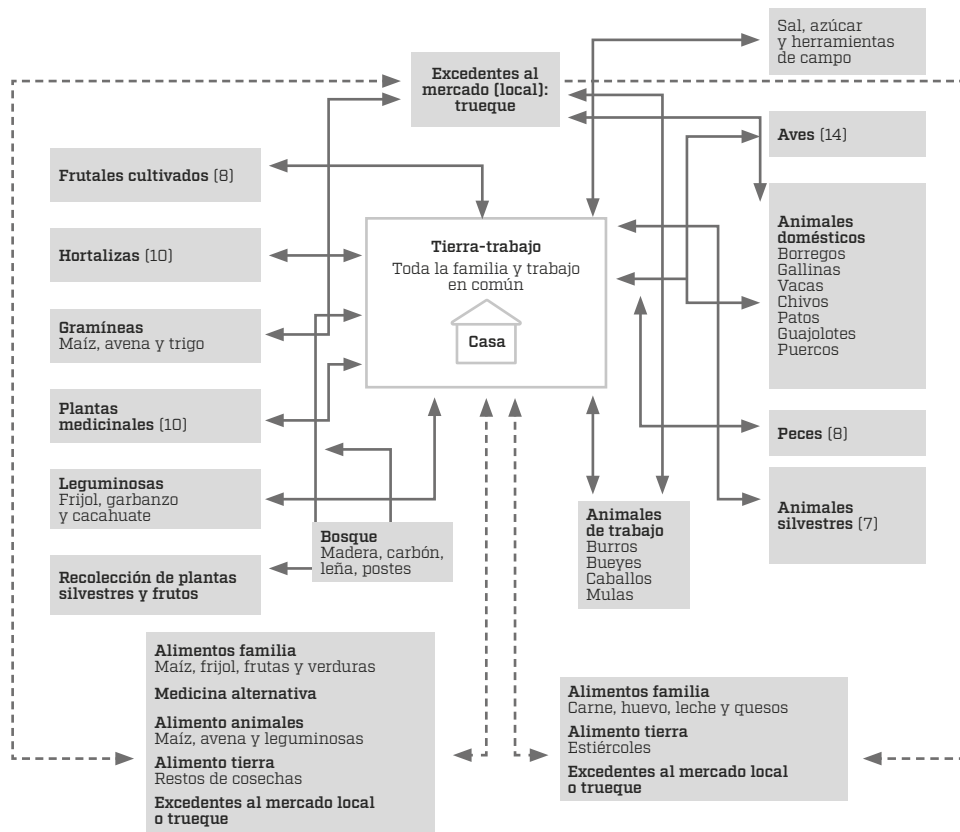 Sal, azúcar
y herramientas
de campo
Excedentes al
mercado (local):
trueque
Aves (14)
Frutales cultivados (8)
Animales
domésticos
Borregos
Gallinas
Vacas
Chivos
Patos
Guajolotes
Puercos
Tierra-trabajo
Toda la familia y trabajo
en común
Casa
Hortalizas (10)
Gramíneas
Maíz, avena y trigo
Plantas
medicinales (10)
Peces (8)
Leguminosas
Frijol, garbanzo
y cacahuate
Animales
silvestres (7)
Bosque
Madera, carbón,
leña, postes
Animales
de trabajo
Burros
Bueyes
Caballos
Mulas
Recolección de plantas
silvestres y frutos
Alimentos familia
Maíz, frijol, frutas y verduras
Medicina alternativa
Alimento animales
Maíz, avena y leguminosas
Alimento tierra
Restos de cosechas
Excedentes al mercado local
o trueque
Alimentos familia
Carne, huevo, leche y quesos
Alimento tierra
Estiércoles
Excedentes al mercado local
o trueque